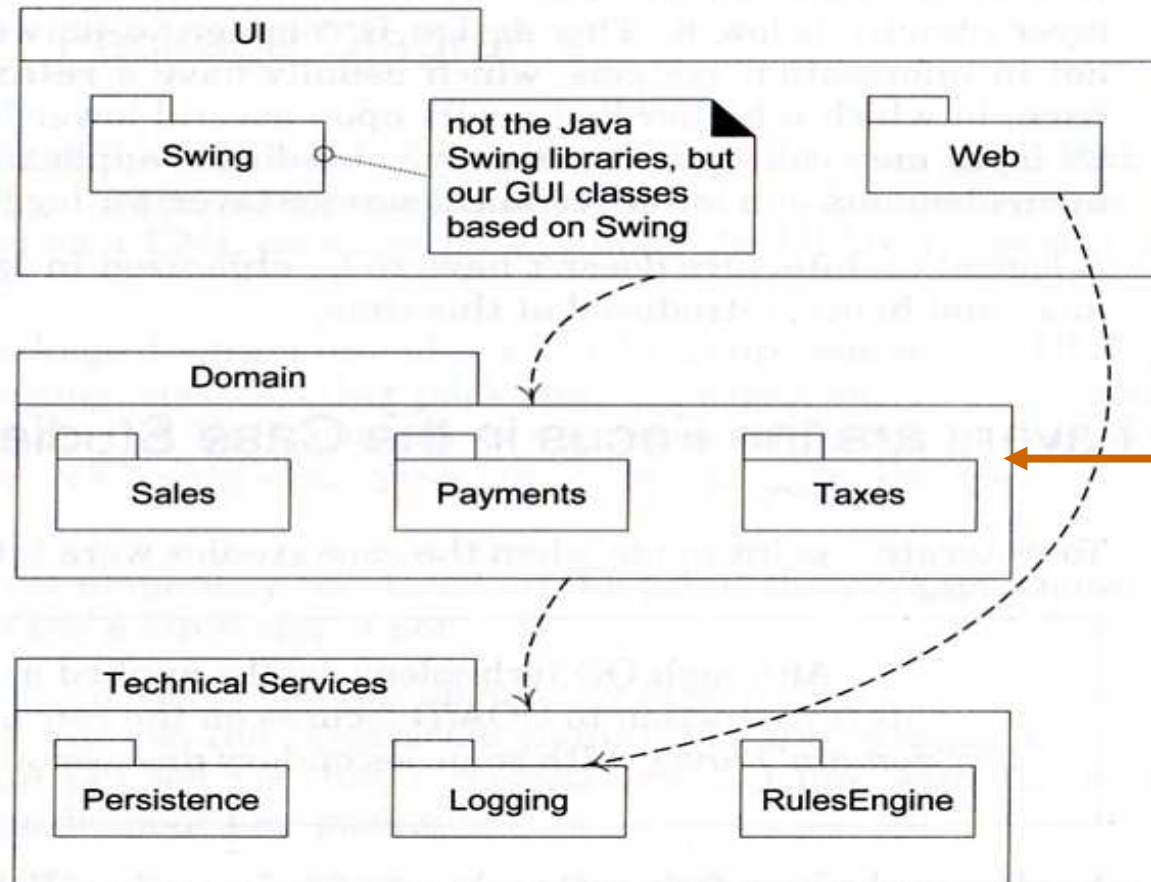 UI
Swing
not the Java
Swing libraries, but
our GUI classes
based on Swing
Web
Domain
Sales
Payments
Taxes
Technical Services
Persistence
Logging
RulesEngine